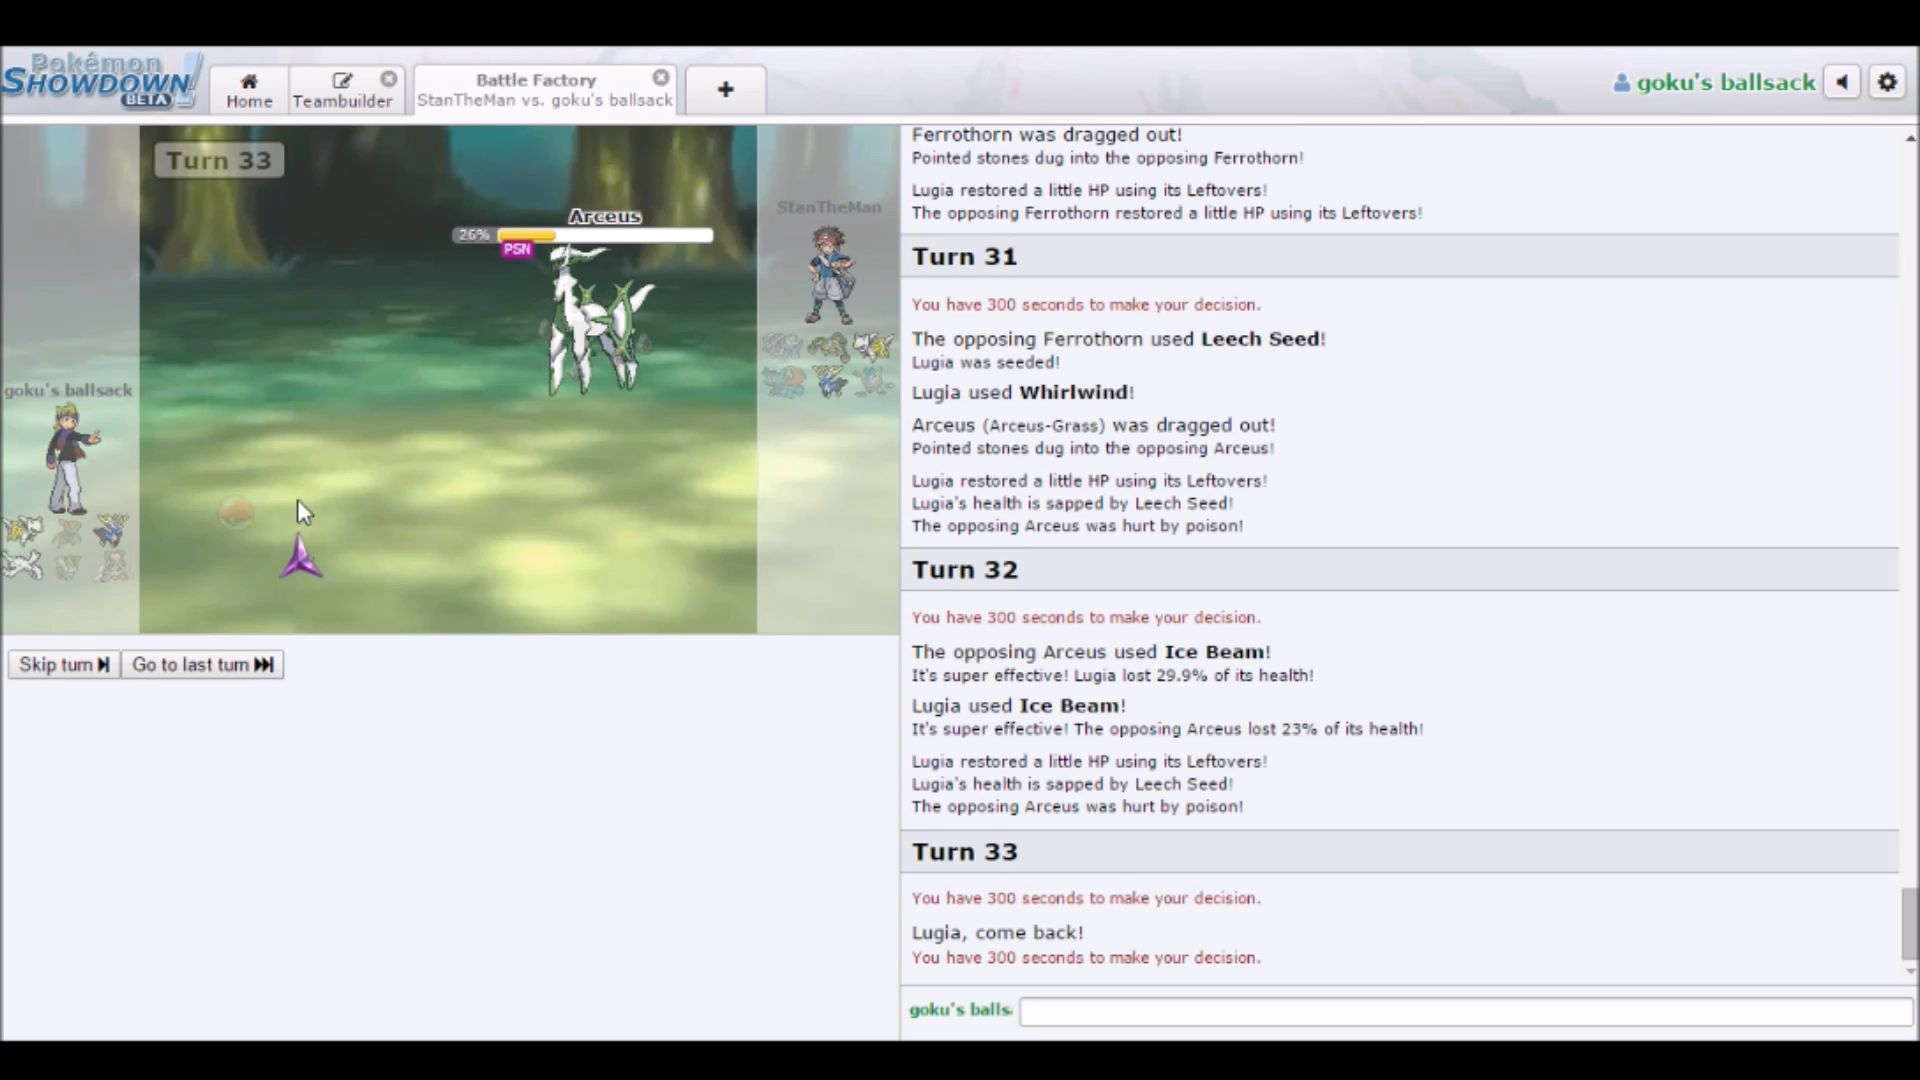 Pokémon
SHOWDOWN!
BETA
Home
Teambuilder
Battle Factory
StanTheMan vs. goku's ballsack
+
goku's ballsack
Turn 33
Arceus
26%
PSN
StanTheMan
goku's ballsack
Skip turn
Go to last turn
Ferrothorn was dragged out!
Pointed stones dug into the opposing Ferrothorn!
Lugia restored a little HP using its Leftovers!
The opposing Ferrothorn restored a little HP using its Leftovers!
Turn 31
You have 300 seconds to make your decision.
The opposing Ferrothorn used Leech Seed!
Lugia was seeded!
Lugia used Whirlwind!
Arceus (Arceus-Grass) was dragged out!
Pointed stones dug into the opposing Arceus!
Lugia restored a little HP using its Leftovers!
Lugia's health is sapped by Leech Seed!
The opposing Arceus was hurt by poison!
Turn 32
You have 300 seconds to make your decision.
The opposing Arceus used Ice Beam!
It's super effective! Lugia lost 29.9% of its health!
Lugia used Ice Beam!
It's super effective! The opposing Arceus lost 23% of its health!
Lugia restored a little HP using its Leftovers!
Lugia's health is sapped by Leech Seed!
The opposing Arceus was hurt by poison!
Turn 33
You have 300 seconds to make your decision.
Lugia, come back!
You have 300 seconds to make your decision.
goku's balls